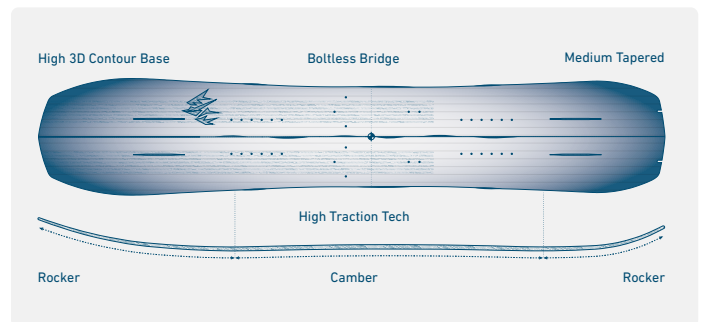 High 3D Contour Base
Boltless Bridge
Medium Tapered
High Traction Tech
Rocker
Camber
Rocker